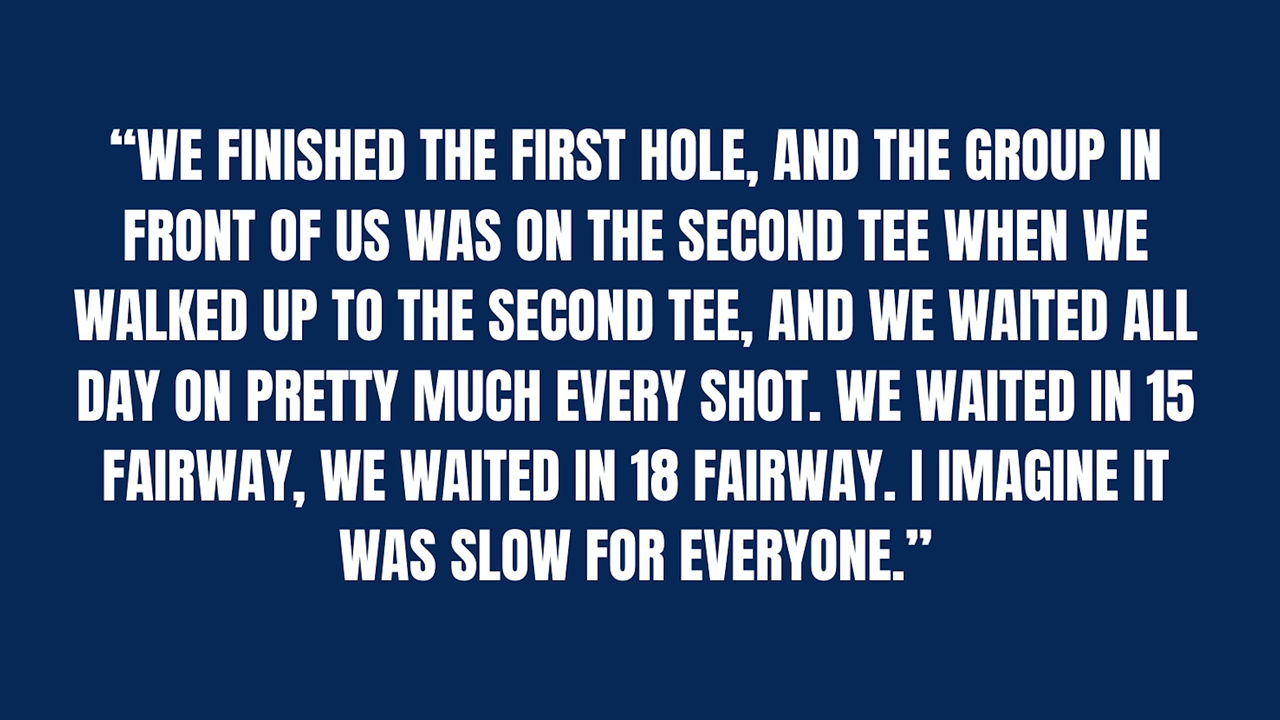 “WE FINISHED THE FIRST HOLE, AND THE GROUP IN
FRONT OF US WAS ON THE SECOND TEE WHEN WE
WALKED UP TO THE SECOND TEE, AND WE WAITED ALL
DAY ON PRETTY MUCH EVERY SHOT. WE WAITED IN 15
FAIRWAY, WE WAITED IN 18 FAIRWAY. I IMAGINE IT
WAS SLOW FOR EVERYONE.”